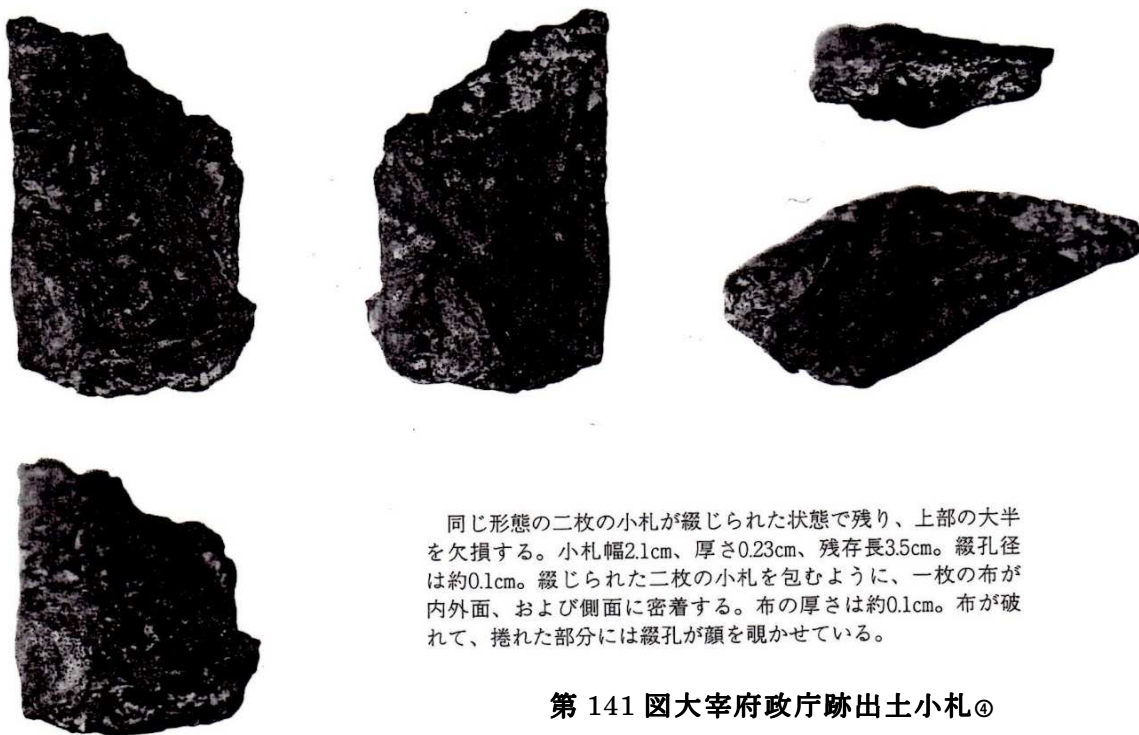 同じ形態の二枚の小札が綴じられた状態で残り、上部の大半
を欠損する。小札幅2.1cm、厚さ0.23cm、残存長3.5cm。綴孔径
は約0.1cm。綴じられた二枚の小札を包むように、一枚の布が
内外面、および側面に密着する。布の厚さは約0.1cm。布が破
れて、捲れた部分には綴孔が顔を覗かせている。
第 141 図大宰府政庁跡出土小札④